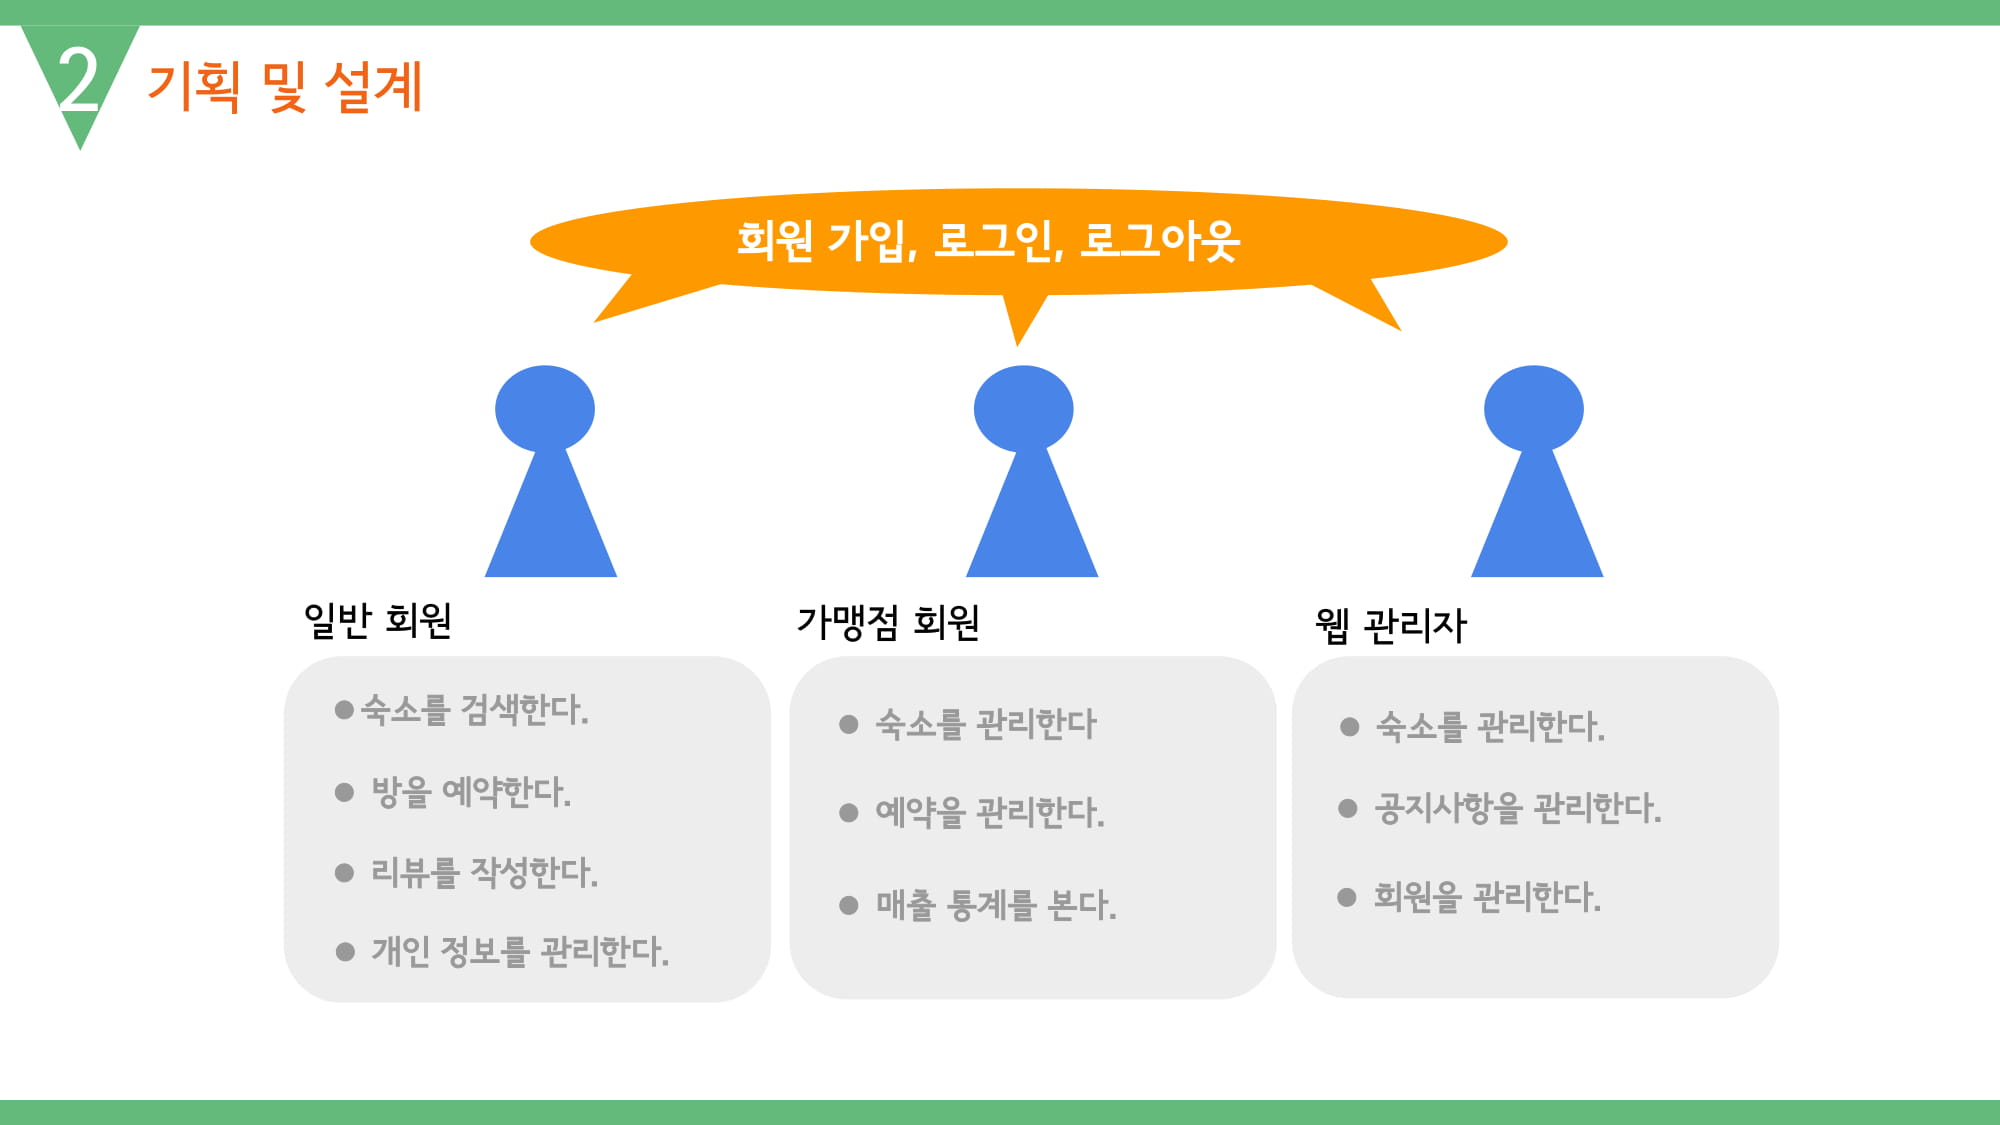 2
기획 및 설계
회원 가입, 로그인, 로그아웃
일반 회원
● 숙소를 검색한다.
● 방을 예약한다.
● 리뷰를 작성한다.
● 개인 정보를 관리한다.
가맹점 회원
● 숙소를 관리한다
● 예약을 관리한다.
● 매출 통계를 본다.
웹 관리자
● 숙소를 관리한다.
● 공지사항을 관리한다.
● 회원을 관리한다.